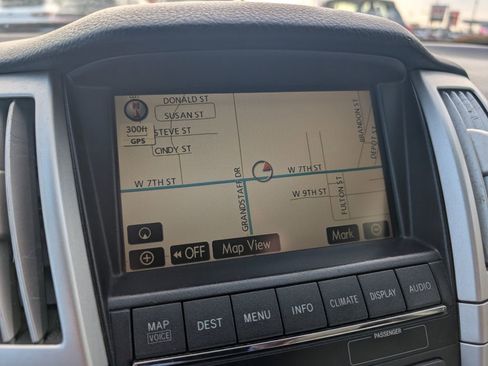 DONALD ST
SUSAN ST
300ft
STEVE ST
GPS
CINDY ST
BRANDON ST
DEPOT ST
W 7TH ST
W 7TH ST
GRANDSTAFF DR
W 9TH ST
FULTON ST
OFF
Map View
Mark
MAP
VOICE
DEST
MENU
INFO
CLIMATE
DISPLAY
AUDIO
PASSENGER